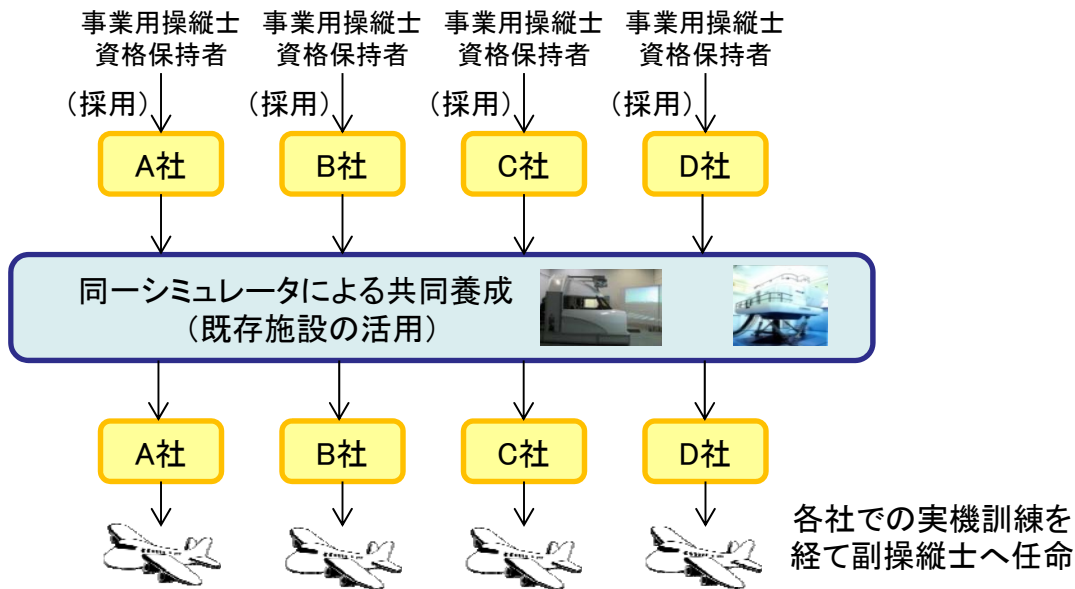 事業用操縦士 事業用操縦士 事業用操縦士 事業用操縦士
資格保持者 資格保持者 資格保持者 資格保持者
（採用） （採用） （採用） （採用）
A社 B社 C社 D社
同一シミュレータによる共同養成
（既存施設の活用）
A社 B社 C社 D社
各社での実機訓練を
経て副操縦士へ任命